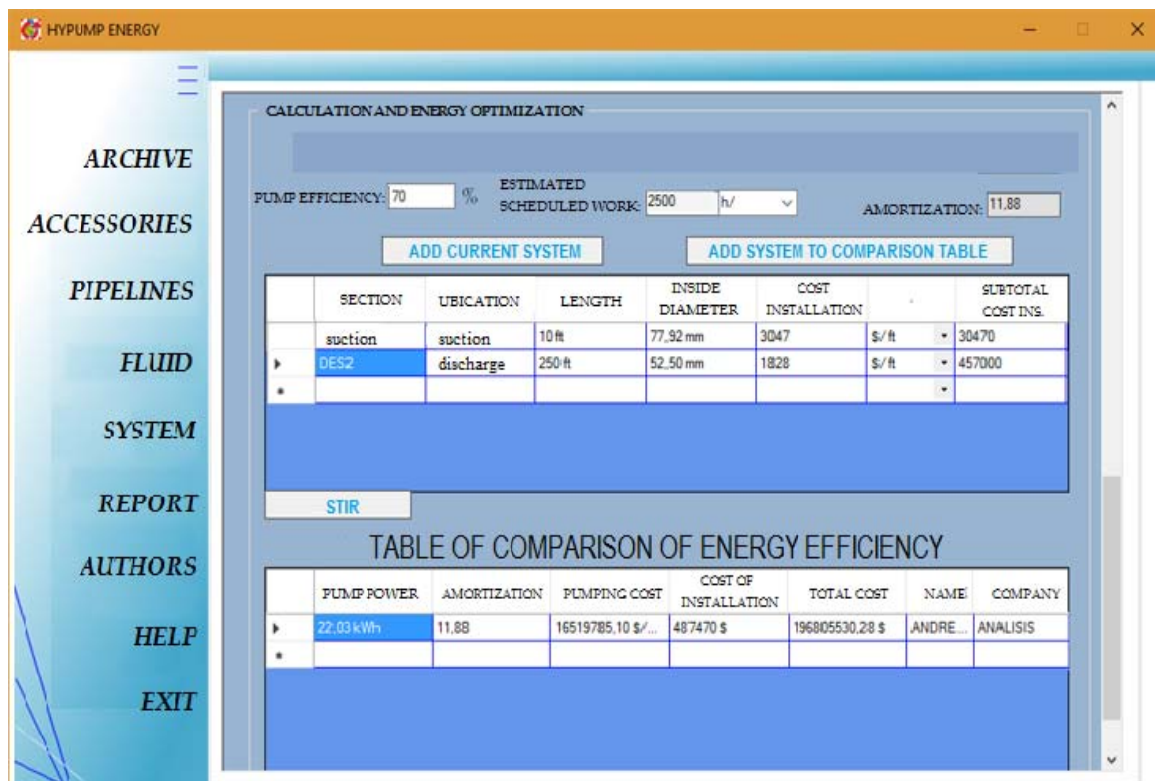 HYPUMP ENERGY
ARCHIVE
ACCESSORIES
PIPELINES
FLUID
SYSTEM
REPORT
AUTHORS
HELP
EXIT
CALCULATION AND ENERGY OPTIMIZATION
PUMP EFFICIENCY: 70 % ESTIMATED SCHEDULED WORK: 2500 h/ AMORTIZATION: 11,88
ADD CURRENT SYSTEM ADD SYSTEM TO COMPARISON TABLE
SECTION UBICATION LENGTH INSIDE DIAMETER COST INSTALLATION SUBTOTAL COST INS.
suction suction 10 ft 77,92 mm 3047 $/ft 30470
DES2 discharge 250 ft 52,50 mm 1828 $/ft 457000
STIR
TABLE OF COMPARISON OF ENERGY EFFICIENCY
PUMP POWER AMORTIZATION PUMPING COST COST OF INSTALLATION TOTAL COST NAME COMPANY
22,03 kWh 11,88 16519785,10 $/... 487470 $ 196805530,28 $ ANDRE... ANALISIS